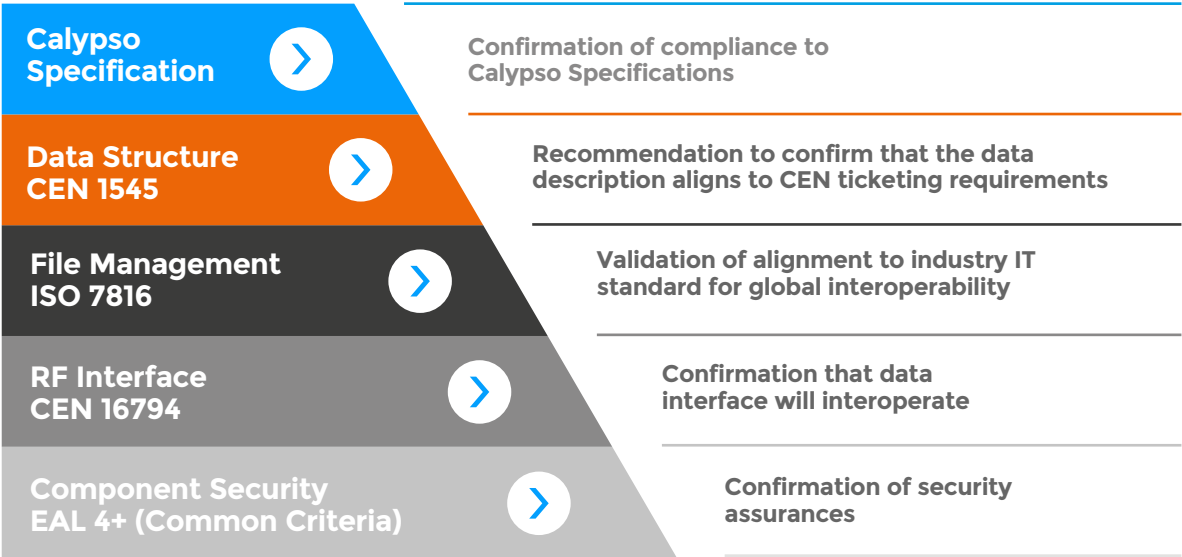 Calypso
Specification
Confirmation of compliance to
Calypso Specifications
Data Structure
CEN 1545
Recommendation to confirm that the data
description aligns to CEN ticketing requirements
File Management
ISO 7816
Validation of alignment to industry IT
standard for global interoperability
RF Interface
CEN 16794
Confirmation that data
interface will interoperate
Component Security
EAL 4+ (Common Criteria)
Confirmation of security
assurances